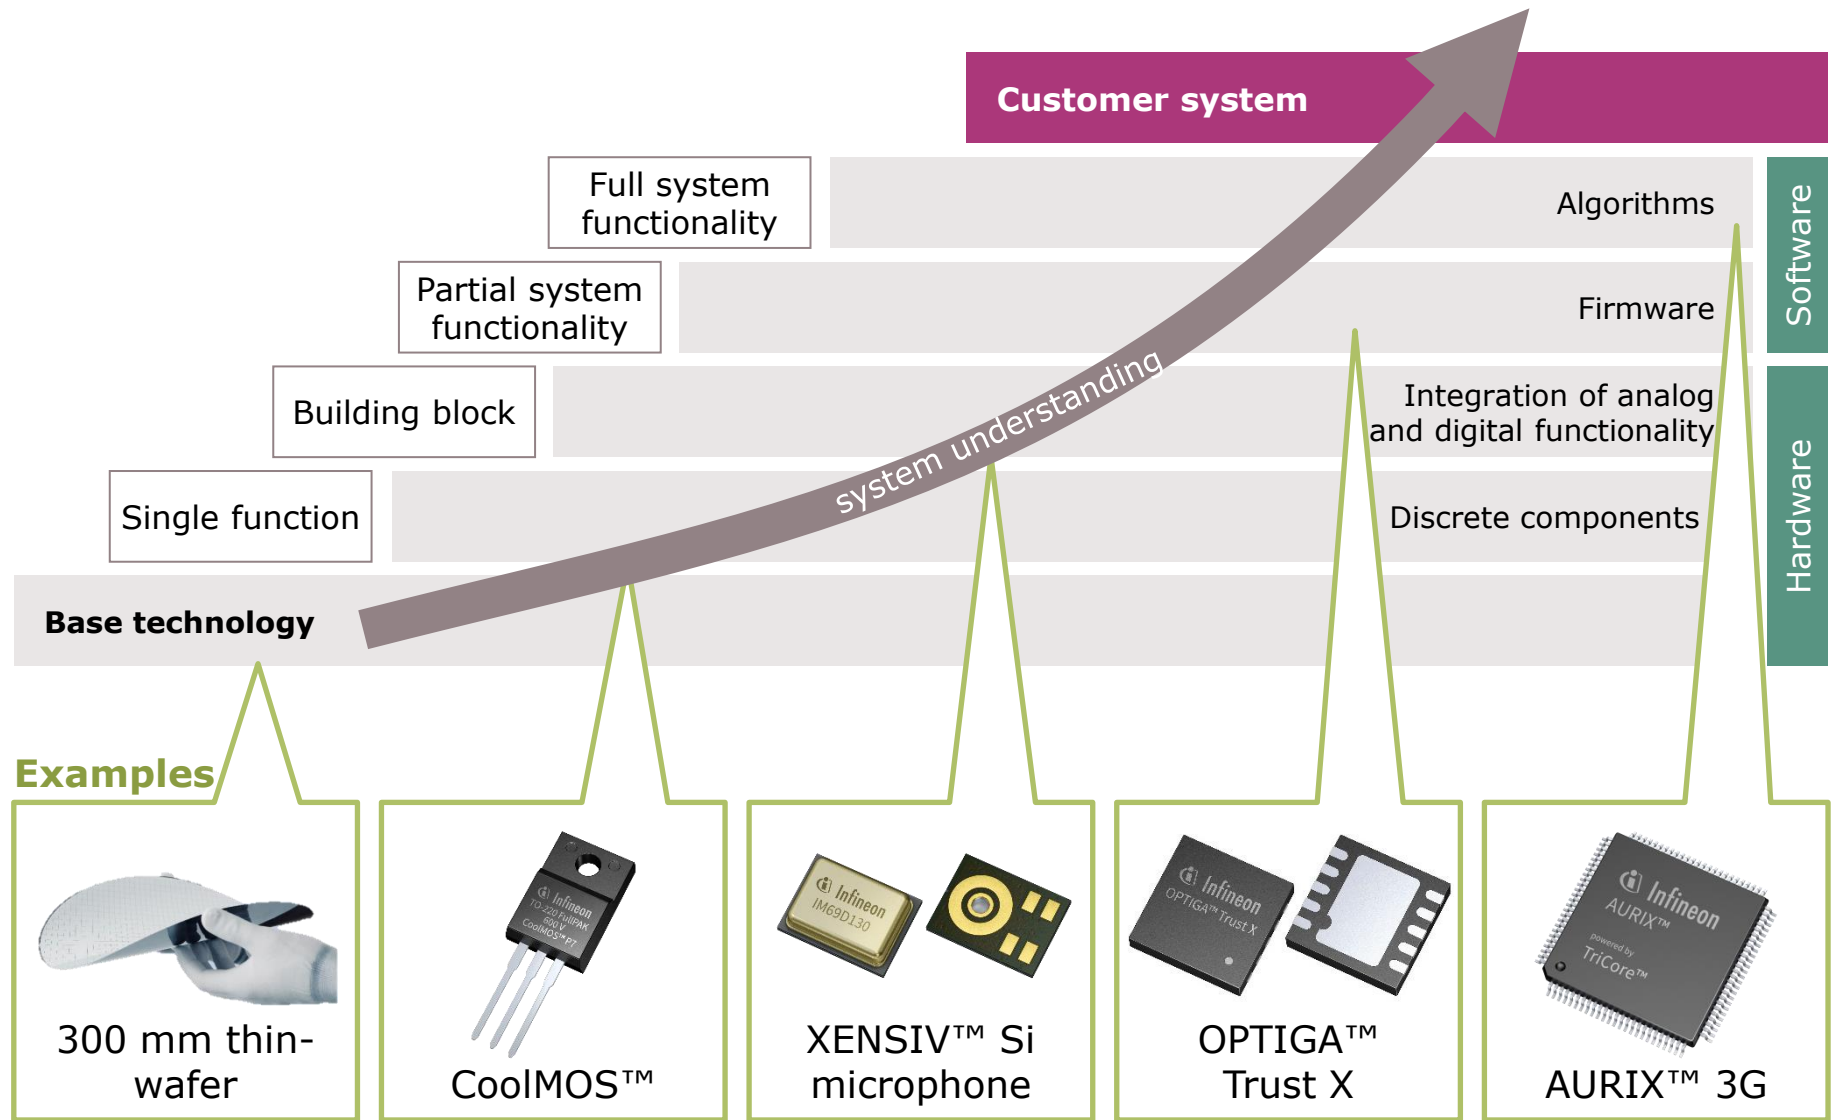 Customer system
Full system
functionality
Algorithms
Software
Partial system
functionality
Firmware
Building block
Integration of analog
and digital functionality
Hardware
Single function
Discrete components
system understanding
Base technology
Examples
300 mm thin-
wafer
Infineon
TO-220 FullPAK
600 V
CoolMOS™ P7
CoolMOS™
Infineon
IM69D130
XENSIV™ Si
microphone
Infineon
OPTIGA™ Trust X
OPTIGA™
Trust X
Infineon
AURIX™
powered by
TriCore™
AURIX™ 3G